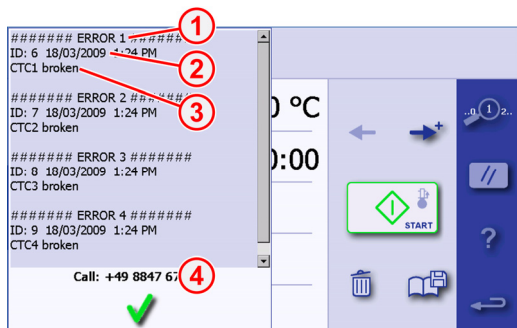 ####### ERROR 1 #######
ID: 6 18/03/2009 1:24 PM
CTC1 broken
####### ERROR 2 #######
ID: 7 18/03/2009 1:24 PM
CTC2 broken
####### ERROR 3 #######
ID: 8 18/03/2009 1:24 PM
CTC3 broken
####### ERROR 4 #######
ID: 9 18/03/2009 1:24 PM
CTC4 broken
Call: +49 8847 67
1
2
3
4
0 °C
0:00
START
..0 1 2..
//
?